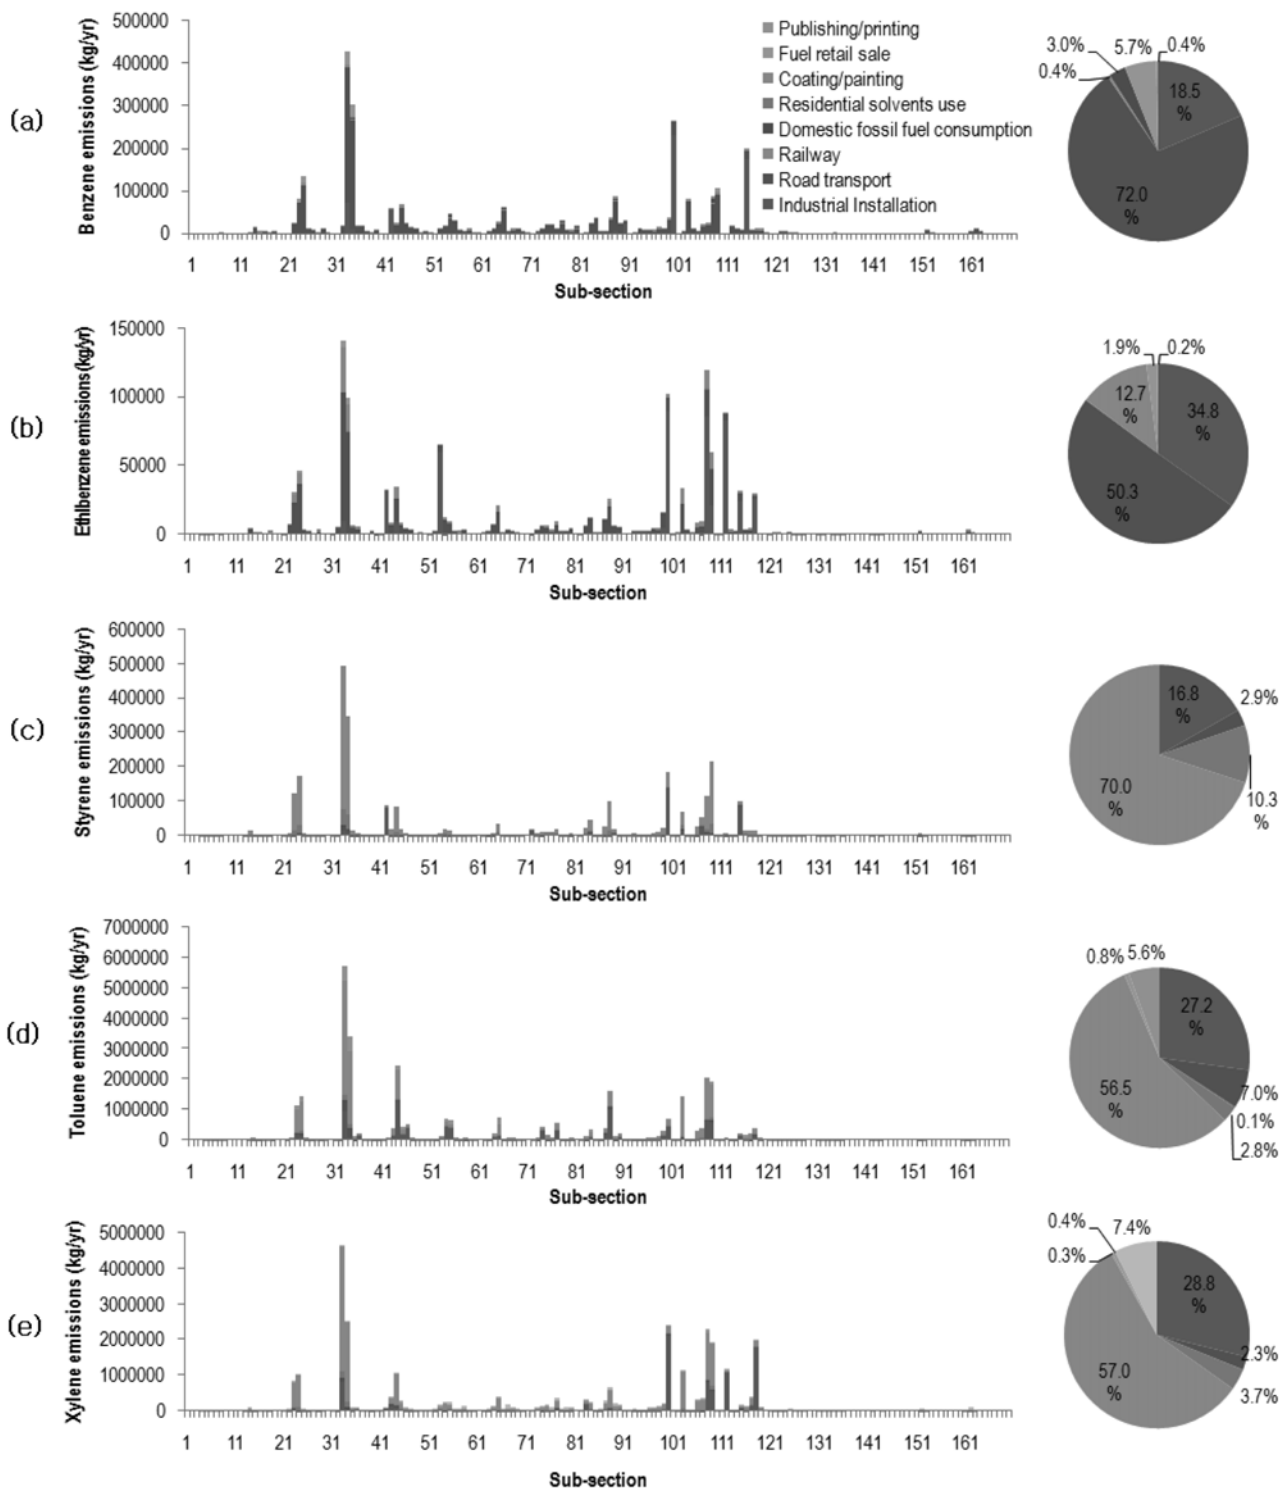 (a)
Benzene emissions (kg/yr)
500000
400000
300000
200000
100000
0
1 11 21 31 41 51 61 71 81 91 101 111 121 131 141 151 161
Sub-section
Publishing/printing
Fuel retail sale
Coating/painting
Residential solvents use
Domestic fossil fuel consumption
Railway
Road transport
Industrial Installation
3.0%
5.7%
0.4%
0.4%
18.5
%
72.0
%
(b)
Ethlbenzene emissions(kg/yr)
150000
100000
50000
0
1 11 21 31 41 51 61 71 81 91 101 111 121 131 141 151 161
Sub-section
1.9%
0.2%
12.7
%
34.8
%
50.3
%
(c)
Styrene emissions (kg/yr)
600000
500000
400000
300000
200000
100000
0
1 11 21 31 41 51 61 71 81 91 101 111 121 131 141 151 161
Sub-section
16.8
%
2.9%
70.0
%
10.3
%
(d)
Toluene emissions (kg/yr)
7000000
6000000
5000000
4000000
3000000
2000000
1000000
0
1 11 21 31 41 51 61 71 81 91 101 111 121 131 141 151 161
Sub-section
0.8%
5.6%
27.2
%
56.5
%
7.0%
0.1%
2.8%
(e)
Xylene emissions (kg/yr)
5000000
4000000
3000000
2000000
1000000
0
1 11 21 31 41 51 61 71 81 91 101 111 121 131 141 151 161
Sub-section
0.4%
7.4%
0.3%
28.8
%
57.0
%
2.3%
3.7%